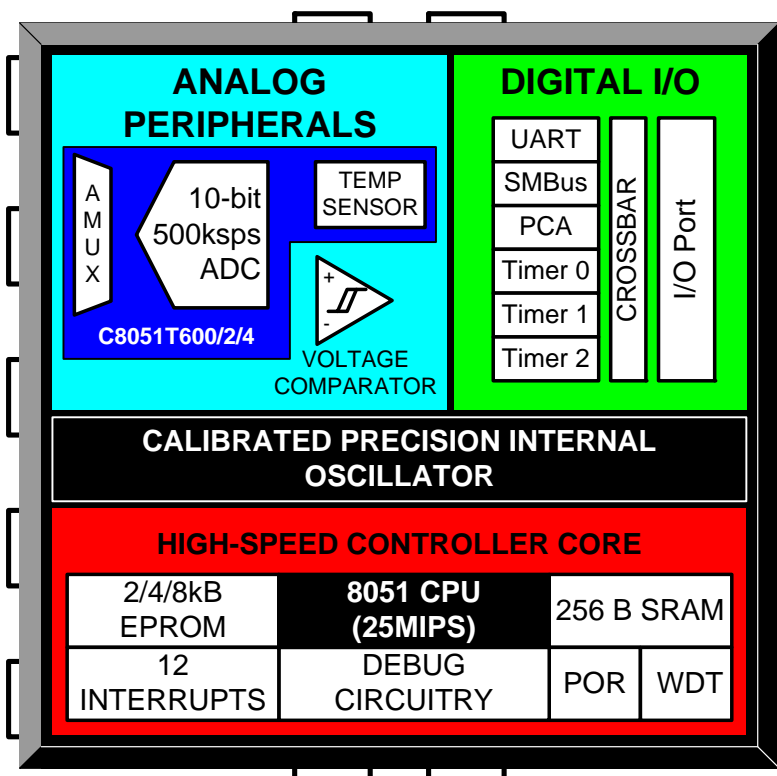 ANALOG
PERIPHERALS
A
M
U
X
10-bit
500ksps
ADC
TEMP
SENSOR
C8051T600/2/4
+
-
VOLTAGE
COMPARATOR
DIGITAL I/O
UART
SMBus
PCA
Timer 0
Timer 1
Timer 2
CROSSBAR
I/O Port
CALIBRATED PRECISION INTERNAL
OSCILLATOR
HIGH-SPEED CONTROLLER CORE
2/4/8kB
EPROM
8051 CPU
(25MIPS)
256 B SRAM
12
INTERRUPTS
DEBUG
CIRCUITRY
POR
WDT